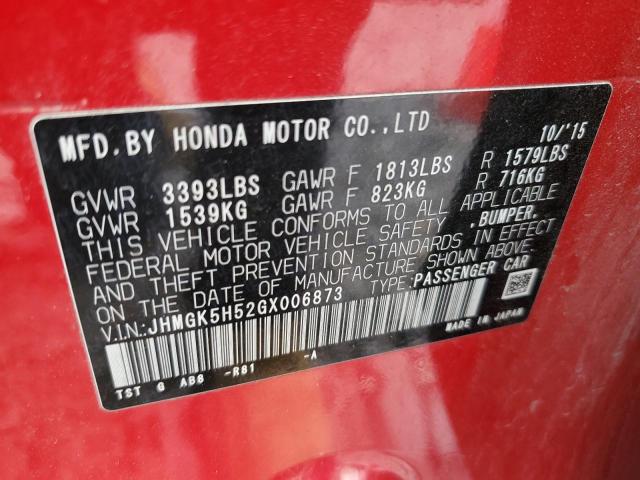 MFD.BY HONDA MOTOR CO.,LTD 10/'15
GVWR 3393LBS GAWR F 1813LBS R 1579LBS
GVWR 1539KG GAWR F 823KG R 716KG
THIS VEHICLE CONFORMS TO ALL APPLICABLE
FEDERAL MOTOR VEHICLE SAFETY ,BUMPER,
AND THEFT PREVENTION STANDARDS IN EFFECT
ON THE DATE OF MANUFACTURE SHOWN ABOVE.
V.I.N.: JHMGK5H52GX006873 TYPE: PASSENGER CAR
MADE IN JAPAN
TST G AB8 -R81 -A